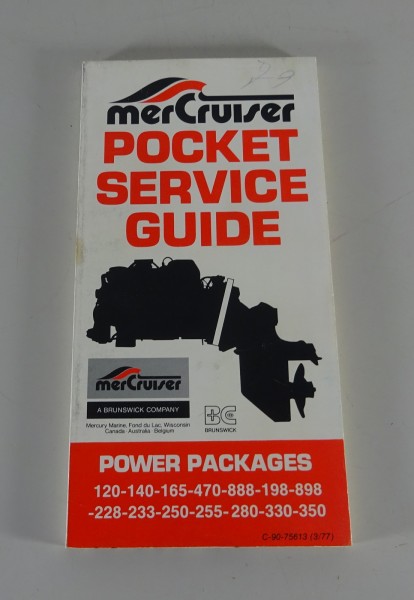 merCruiser
POCKET
SERVICE
GUIDE
merCruiser
A BRUNSWICK COMPANY
Mercury Marine, Fond du Lac, Wisconsin
Canada · Australia · Belgium
BC
BRUNSWICK
POWER PACKAGES
120-140-165-470-888-198-898
-228-233-250-255-280-330-350
C-90-75613 (3/77)